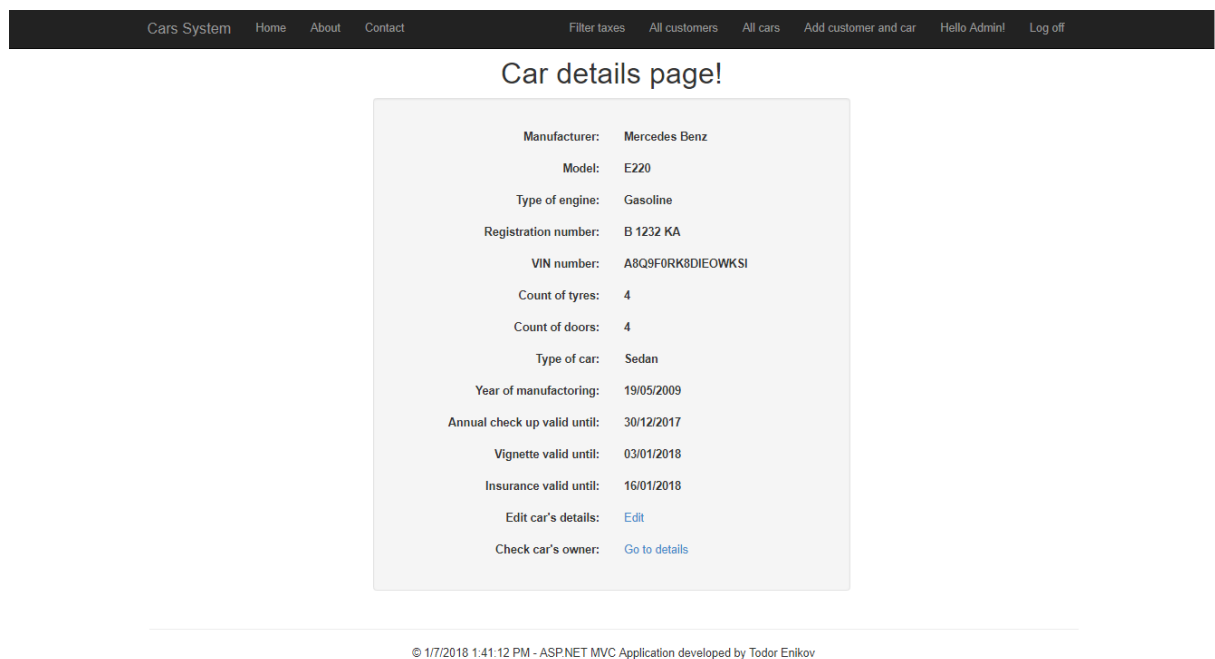 Cars System Home About Contact Filter taxes All customers All cars Add customer and car Hello Admin! Log off
Car details page!
Manufacturer: Mercedes Benz
Model: E220
Type of engine: Gasoline
Registration number: B 1232 KA
VIN number: A8Q9F0RK8DIEOWKSI
Count of tyres: 4
Count of doors: 4
Type of car: Sedan
Year of manufactoring: 19/05/2009
Annual check up valid until: 30/12/2017
Vignette valid until: 03/01/2018
Insurance valid until: 16/01/2018
Edit car's details: Edit
Check car's owner: Go to details
© 1/7/2018 1:41:12 PM - ASP.NET MVC Application developed by Todor Enikov